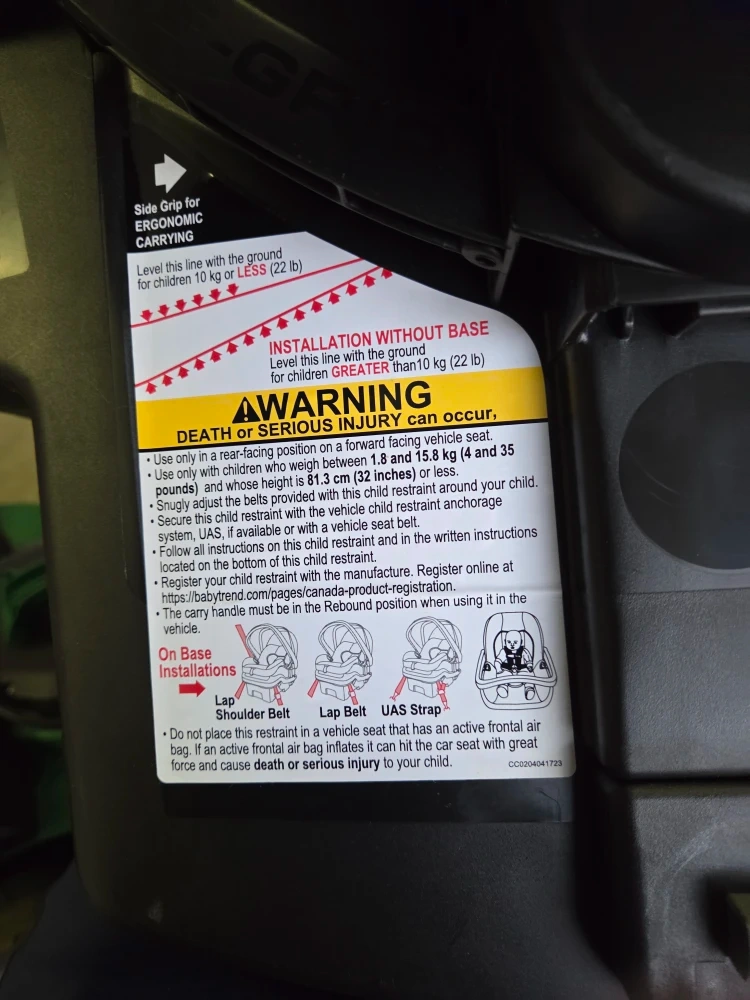 Side Grip for
ERGONOMIC
CARRYING
Level this line with the ground
for children 10 kg or LESS (22 lb)
INSTALLATION WITHOUT BASE
Level this line with the ground
for children GREATER than10 kg (22 lb)
WARNING
DEATH or SERIOUS INJURY can occur,
• Use only in a rear-facing position on a forward facing vehicle seat.
• Use only with children who weigh between 1.8 and 15.8 kg (4 and 35
pounds) and whose height is 81.3 cm (32 inches) or less.
• Snugly adjust the belts provided with this child restraint around your child.
• Secure this child restraint with the vehicle child restraint anchorage
system, UAS, if available or with a vehicle seat belt.
• Follow all instructions on this child restraint and in the written instructions
located on the bottom of this child restraint.
• Register your child restraint with the manufacture. Register online at
https://babytrend.com/pages/canada-product-registration.
• The carry handle must be in the Rebound position when using it in the
vehicle.
On Base
Installations
Lap
Shoulder Belt
Lap Belt
UAS Strap
• Do not place this restraint in a vehicle seat that has an active frontal air
bag. If an active frontal air bag inflates it can hit the car seat with great
force and cause death or serious injury to your child.
CC0204041723